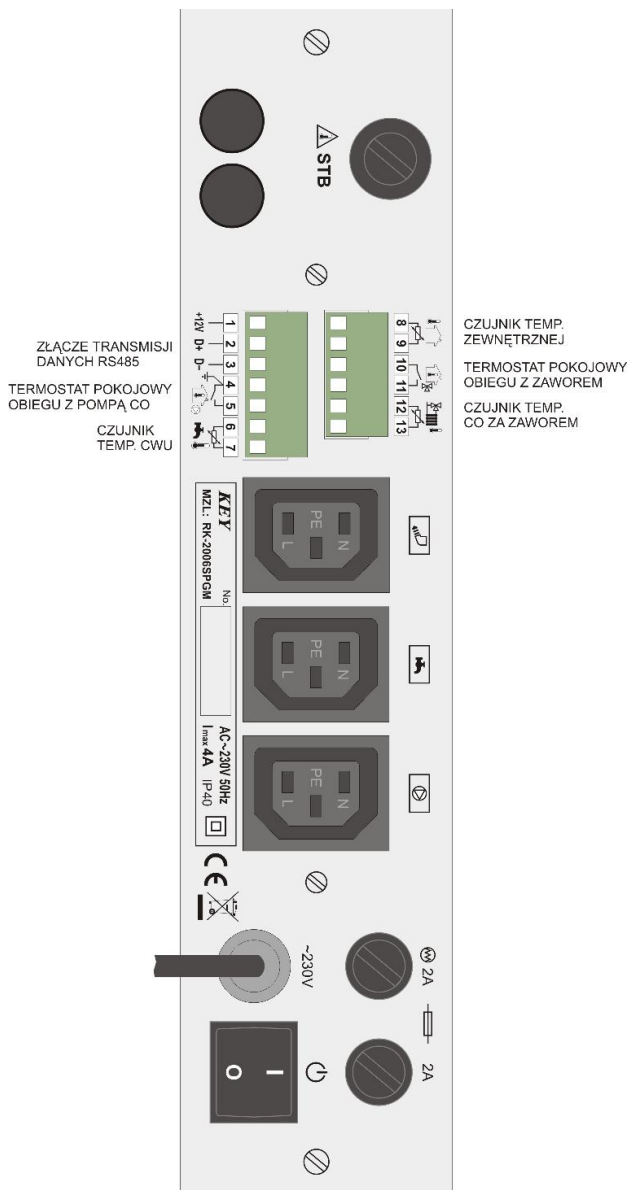 STB
+12V
D+
D-
1
2
3
4
5
6
7
8
9
10
11
12
13
ZŁĄCZE TRANSMISJI
DANYCH RS485
TERMOSTAT POKOJOWY
OBIEGU Z POMPĄ CO
CZUJNIK
TEMP. CWU
CZUJNIK TEMP.
ZEWNĘTRZNEJ
TERMOSTAT POKOJOWY
OBIEGU Z ZAWOREM
CZUJNIK TEMP.
CO ZA ZAWOREM
L PE N
L PE N
L PE N
KEY
MZL: RK-2006SPGM
No.
AC~230V 50Hz
I max 4A IP40
CE
~230V
2A
2A
O I